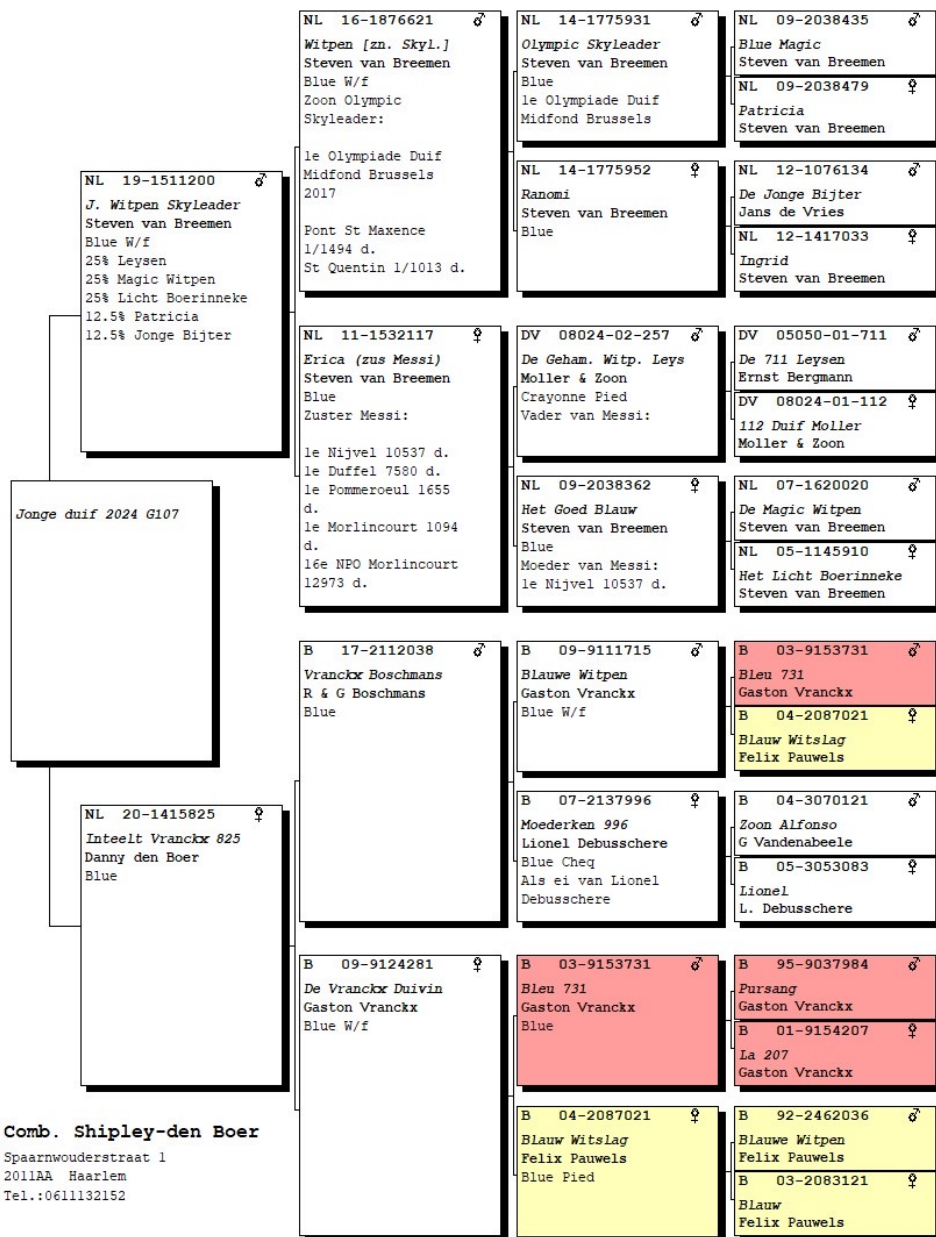 Jonge duif 2024 G107
NL 19-1511200 ♂
J. Witpen Skyleader
Steven van Breemen
Blue W/f
25% Leysen
25% Magic Witpen
25% Licht Boerinneke
12.5% Patricia
12.5% Jonge Bijter
NL 20-1415825 ♀
Inteelt Vranckx 825
Danny den Boer
Blue
NL 16-1876621 ♂
Witpen [zn. Skyl.]
Steven van Breemen
Blue W/f
Zoon Olympic
Skyleader:
1e Olympiade Duif
Midfond Brussels
2017
Pont St Maxence
1/1494 d.
St Quentin 1/1013 d.
NL 11-1532117 ♀
Erica (zus Messi)
Steven van Breemen
Blue
Zuster Messi:
1e Nijvel 10537 d.
1e Duffel 7580 d.
1e Pommeroeul 1655
d.
1e Morlincourt 1094
d.
16e NPO Morlincourt
12973 d.
B 17-2112038 ♂
Vranckx Boschmans
R & G Boschmans
Blue
B 09-9124281 ♀
De Vranckx Duivin
Gaston Vranckx
Blue W/f
NL 14-1775931 ♂
Olympic Skyleader
Steven van Breemen
Blue
1e Olympiade Duif
Midfond Brussels
NL 14-1775952 ♀
Ranomi
Steven van Breemen
Blue
DV 08024-02-257 ♂
De Geham. Witp. Leys
Moller & Zoon
Crayonne Pied
Vader van Messi:
NL 09-2038362 ♀
Het Goed Blauw
Steven van Breemen
Blue
Moeder van Messi:
1e Nijvel 10537 d.
B 09-9111715 ♂
Blauwe Witpen
Gaston Vranckx
Blue W/f
B 07-2137996 ♀
Moederken 996
Lionel Debusschere
Blue Cheq
Als ei van Lionel
Debusschere
B 03-9153731 ♂
Bleu 731
Gaston Vranckx
Blue
B 04-2087021 ♀
Blauw Witslag
Felix Pauwels
Blue Pied
NL 09-2038435 ♂
Blue Magic
Steven van Breemen
NL 09-2038479 ♀
Patricia
Steven van Breemen
NL 12-1076134 ♂
De Jonge Bijter
Jans de Vries
NL 12-1417033 ♀
Ingrid
Steven van Breemen
DV 05050-01-711 ♂
De 711 Leysen
Ernst Bergmann
DV 08024-01-112 ♀
112 Duif Moller
Moller & Zoon
NL 07-1620020 ♂
De Magic Witpen
Steven van Breemen
NL 05-1145910 ♀
Het Licht Boerinneke
Steven van Breemen
B 03-9153731 ♂
Bleu 731
Gaston Vranckx
B 04-2087021 ♀
Blauw Witslag
Felix Pauwels
B 04-3070121 ♂
Zoon Alfonso
G Vandenabeele
B 05-3053083 ♀
Lionel
L. Debusschere
B 95-9037984 ♂
Pursang
Gaston Vranckx
B 01-9154207 ♀
La 207
Gaston Vranckx
B 92-2462036 ♂
Blauwe Witpen
Felix Pauwels
B 03-2083121 ♀
Blauw
Felix Pauwels
Comb. Shipley-den Boer
Spaarnwouderstraat 1
2011AA Haarlem
Tel.:0611132152